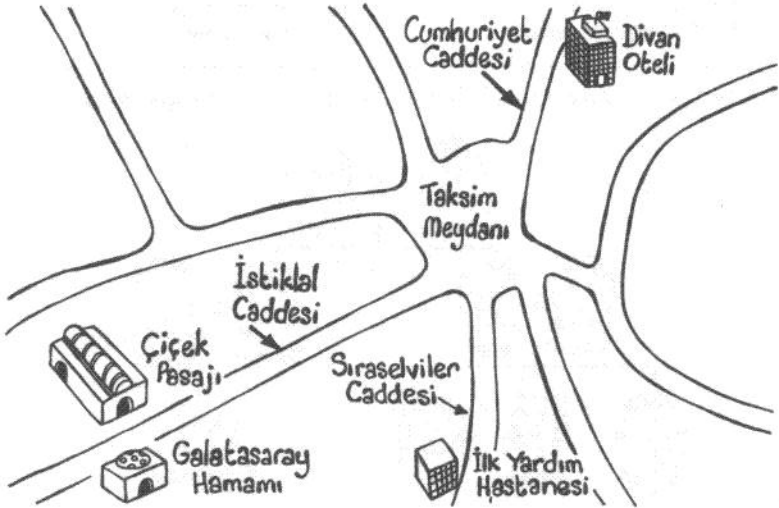 Cumhuriyet
Caddesi
Divan
Oteli
Taksim
Meydanı
İstiklal
Caddesi
Çiçek
Pasajı
Sıraselviler
Caddesi
Galatasaray
Hamamı
İlk Yardım
Hastanesi